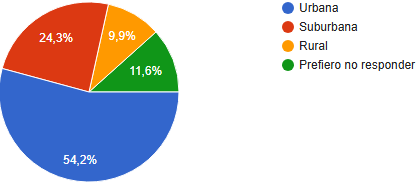 Urbana
Suburbana
Rural
Prefiero no responder
24,3%
9,9%
11,6%
54,2%